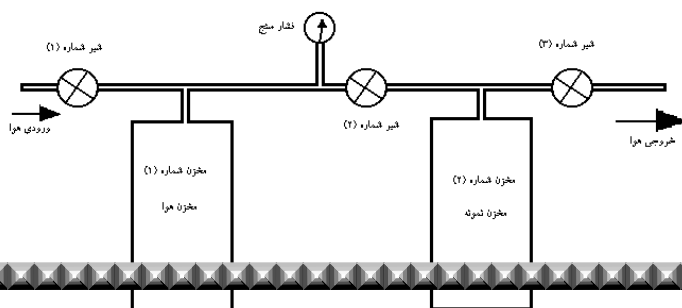 فشار سنج
شیر شماره (۱)
شیر شماره (۳)
شیر شماره (۲)
ورودی هوا
خروجی هوا
مخزن شماره (۱)
مخزن هوا
مخزن شماره (۲)
مخزن نمونه